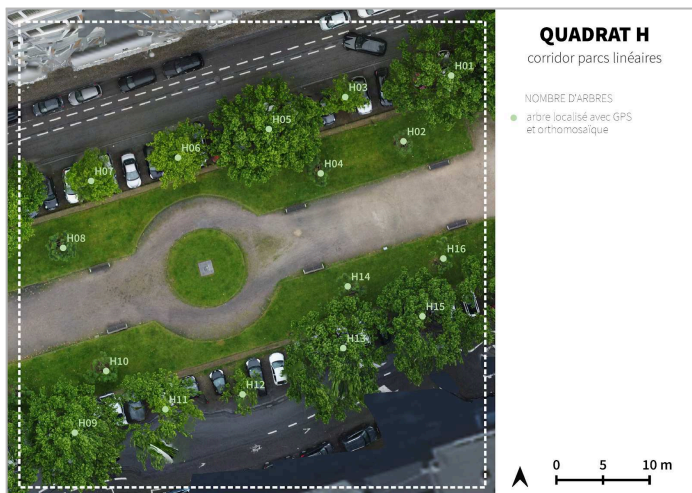 QUADRAT H
corridor parcs linéaires
NOMBRE D'ARBRES
arbre localisé avec GPS
et orthomosaïque
H01
H03
H05
H02
H06
H04
H07
H08
H16
H14
H15
H13
H10
H12
H11
H09
0 5 10 m